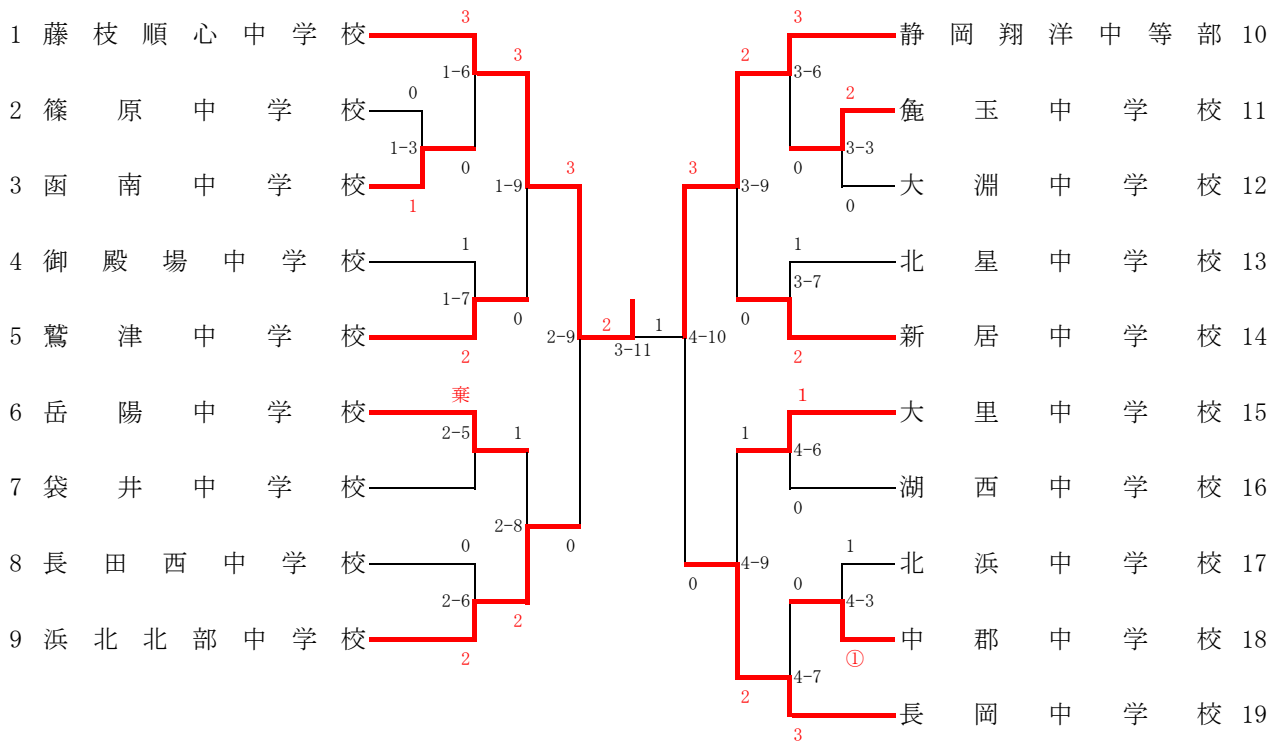 3 3
1 藤枝順心中学校 静岡翔洋中等部 10
3 2
1-6 3-6
0 2
2 篠原中学校 麁玉中学校 11
1-3 3-3
0 0
3 3
3 函南中学校 1-9 3-9 大淵中学校 12
1 0
1 1
4 御殿場中学校 北星中学校 13
3-7
1-7
0 0
2 1
5 鷲津中学校 2-9 3-11 4-10 新居中学校 14
2 2
棄 1
6 岳陽中学校 大里中学校 15
2-5 1 1
4-6
7 袋井中学校 湖西中学校 16
0
2-8
0 0 1
8 長田西中学校 4-9 北浜中学校 17
0 0
2-6 4-3
2
9 浜北北部中学校 中郡中学校 18
2 ①
4-7
2
長岡中学校 19
3